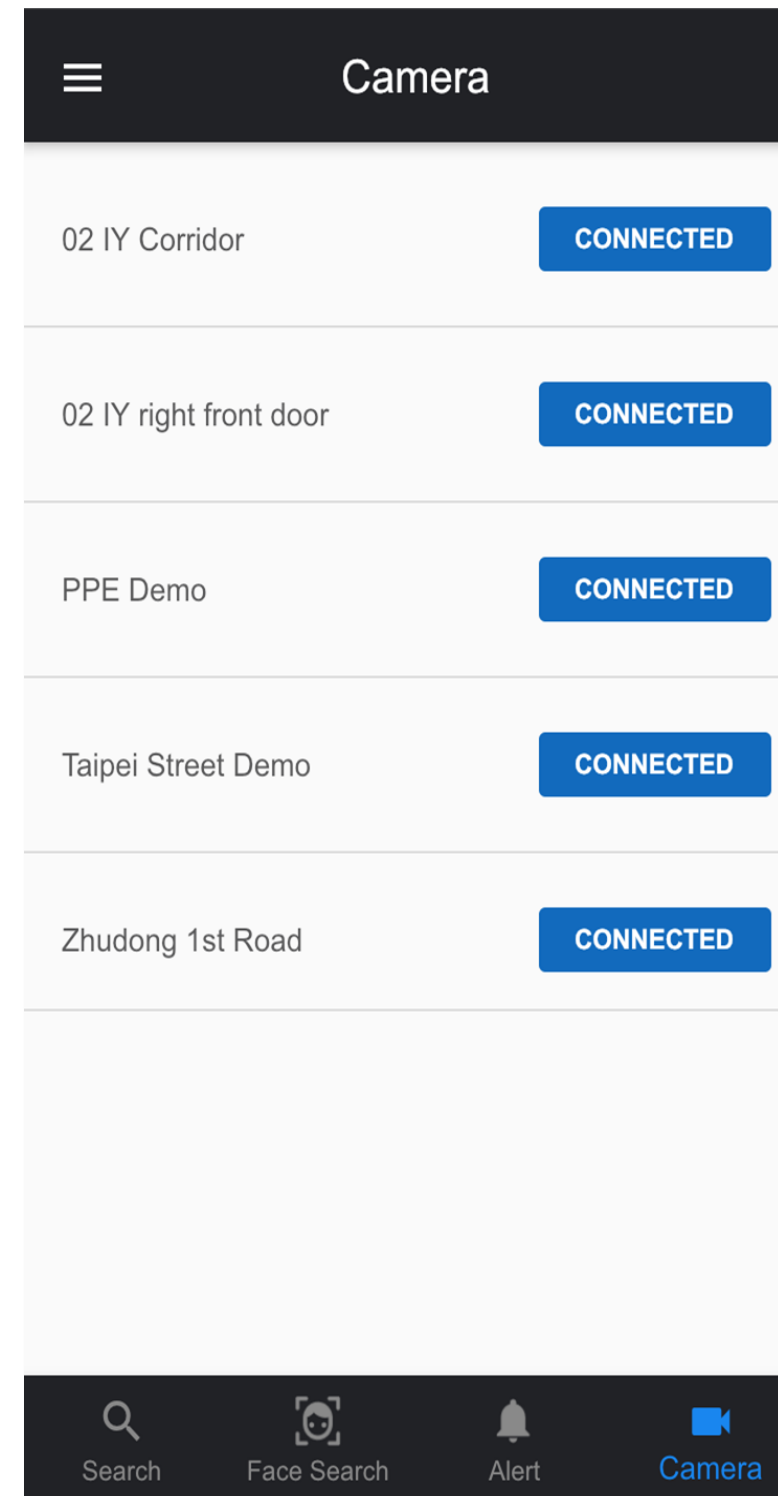 Camera
02 IY Corridor CONNECTED
02 IY right front door CONNECTED
PPE Demo CONNECTED
Taipei Street Demo CONNECTED
Zhudong 1st Road CONNECTED
Search Face Search Alert Camera